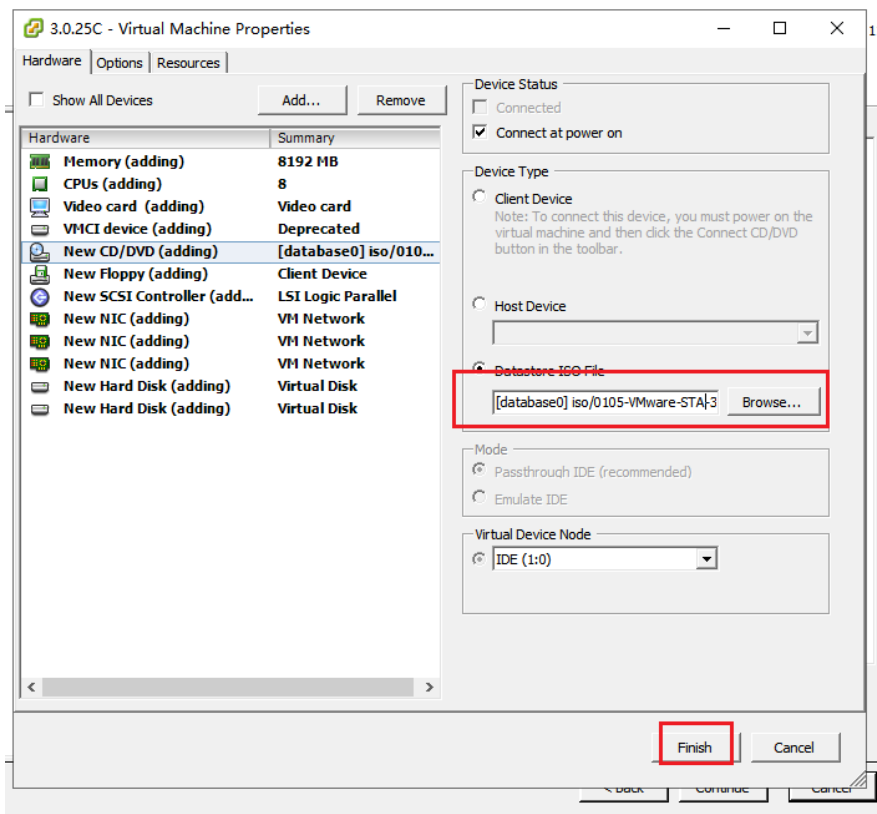 3.0.25C - Virtual Machine Properties
1
Hardware Options Resources
Show All Devices Add... Remove
Hardware Summary
Memory (adding) 8192 MB
CPUs (adding) 8
Video card (adding) Video card
VMCI device (adding) Deprecated
New CD/DVD (adding) [database0] iso/010...
New Floppy (adding) Client Device
New SCSI Controller (add... LSI Logic Parallel
New NIC (adding) VM Network
New NIC (adding) VM Network
New NIC (adding) VM Network
New Hard Disk (adding) Virtual Disk
New Hard Disk (adding) Virtual Disk
Device Status
Connected
Connect at power on
Device Type
Client Device
Note: To connect this device, you must power on the
virtual machine and then click the Connect CD/DVD
button in the toolbar.
Host Device
Datastore ISO File
[database0] iso/0105-VMware-STA-3 Browse...
Mode
Passthrough IDE (recommended)
Emulate IDE
Virtual Device Node
IDE (1:0)
Finish Cancel
< Back Continue Cancel